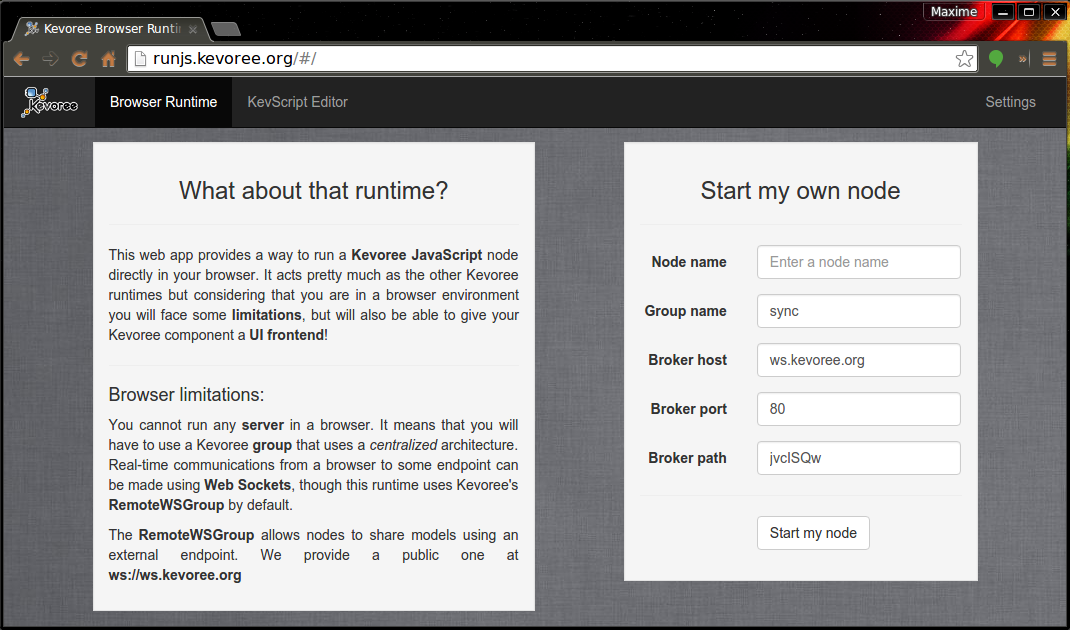 Maxime
Kevoree Browser Runtin
runjs.kevoree.org/#/
Kevoree
Browser Runtime
KevScript Editor
Settings
What about that runtime?
This web app provides a way to run a Kevoree JavaScript node
directly in your browser. It acts pretty much as the other Kevoree
runtimes but considering that you are in a browser environment
you will face some limitations, but will also be able to give your
Kevoree component a UI frontend!
Browser limitations:
You cannot run any server in a browser. It means that you will
have to use a Kevoree group that uses a centralized architecture.
Real-time communications from a browser to some endpoint can
be made using Web Sockets, though this runtime uses Kevoree's
RemoteWSGroup by default.
The RemoteWSGroup allows nodes to share models using an
external endpoint. We provide a public one at
ws://ws.kevoree.org
Start my own node
Node name
Enter a node name
Group name
sync
Broker host
ws.kevoree.org
Broker port
80
Broker path
jvcISQw
Start my node